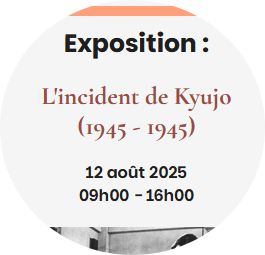 Exposition :
L'incident de Kyujo
(1945 - 1945)
12 août 2025
09h00 - 16h00